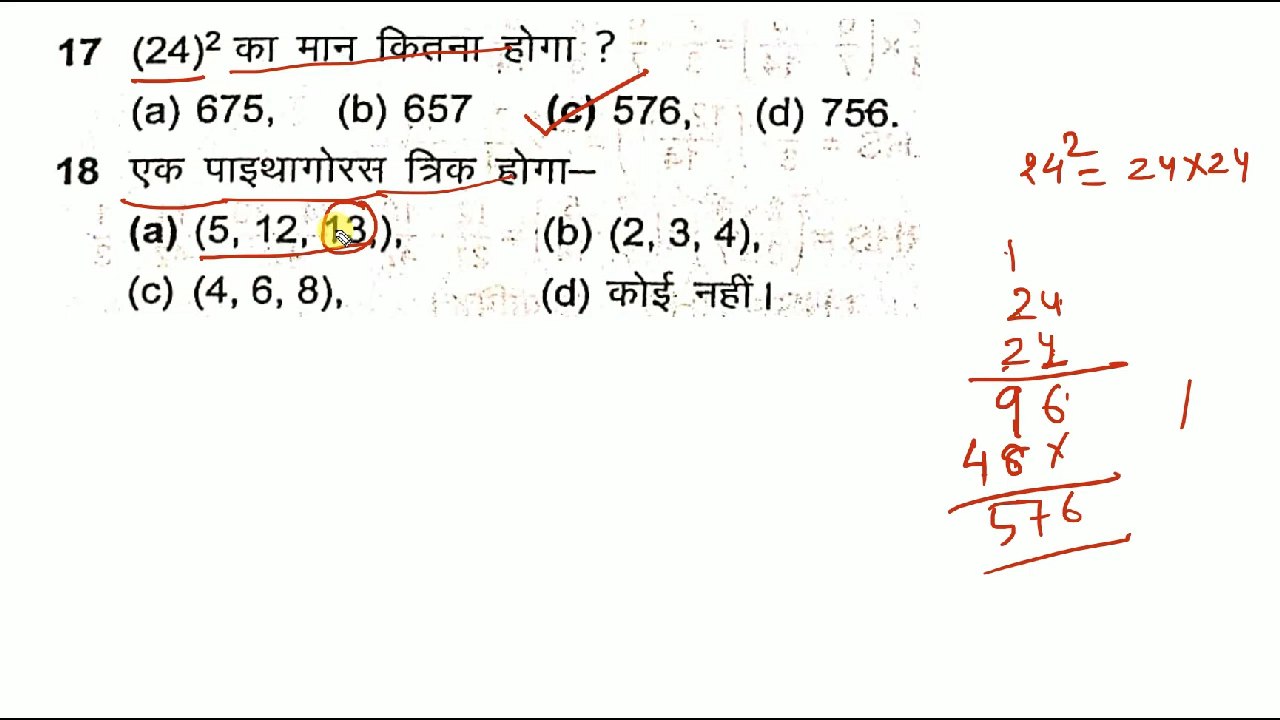 17 (24)² का मान कितना होगा ?
(a) 675, (b) 657 (c) 576, (d) 756.
18 एक पाइथागोरस त्रिक होगा—
(a) (5, 12, 13,), (b) (2, 3, 4),
(c) (4, 6, 8), (d) कोई नहीं।
24² = 24×24
1
24
24
96
48×
576
1